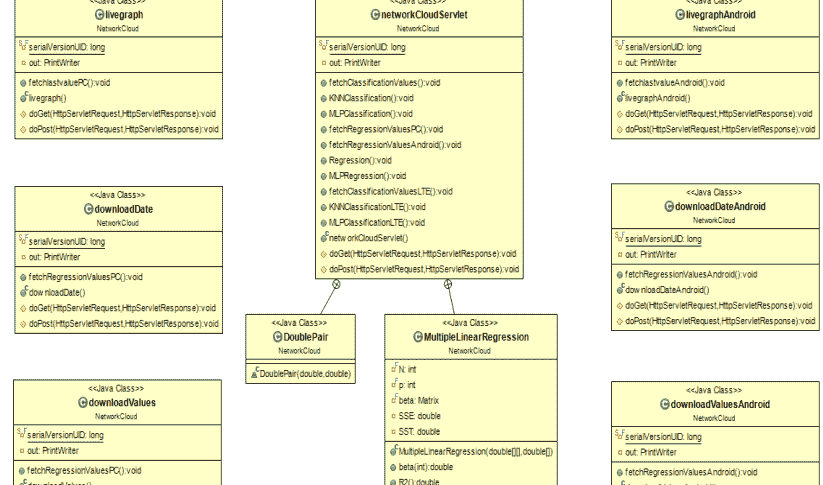 <<Java Class>>
livegraph
NetworkCloud
serialVersionUID: long
out: PrintWriter
fetchlastvaluePC():void
livegraph()
doGet(HttpServletRequest,HttpServletResponse):void
doPost(HttpServletRequest,HttpServletResponse):void
<<Java Class>>
networkCloudServlet
NetworkCloud
serialVersionUID: long
out: PrintWriter
fetchClassificationValues():void
KNNClassification():void
MLPClassification():void
fetchRegressionValuesPC():void
fetchRegressionValuesAndroid():void
Regression():void
MLPRegression():void
fetchClassificationValuesLTE():void
KNNClassificationLTE():void
MLPClassificationLTE():void
networkCloudServlet()
doGet(HttpServletRequest,HttpServletResponse):void
doPost(HttpServletRequest,HttpServletResponse):void
<<Java Class>>
livegraphAndroid
NetworkCloud
serialVersionUID: long
out: PrintWriter
fetchlastvalueAndroid():void
livegraphAndroid()
doGet(HttpServletRequest,HttpServletResponse):void
doPost(HttpServletRequest,HttpServletResponse):void
<<Java Class>>
downloadDate
NetworkCloud
serialVersionUID: long
out: PrintWriter
fetchRegressionValuesPC():void
downloadDate()
doGet(HttpServletRequest,HttpServletResponse):void
doPost(HttpServletRequest,HttpServletResponse):void
<<Java Class>>
downloadDateAndroid
NetworkCloud
serialVersionUID: long
out: PrintWriter
fetchRegressionValuesAndroid():void
downloadDateAndroid()
doGet(HttpServletRequest,HttpServletResponse):void
doPost(HttpServletRequest,HttpServletResponse):void
<<Java Class>>
DoublePair
NetworkCloud
DoublePair(double,double)
<<Java Class>>
MultipleLinearRegression
NetworkCloud
N: int
p: int
beta: Matrix
SSE: double
SST: double
MultipleLinearRegression(double[][],double[])
beta(int):double
R2():double
<<Java Class>>
downloadValues
NetworkCloud
serialVersionUID: long
out: PrintWriter
fetchRegressionValuesPC():void
downloadValues()
<<Java Class>>
downloadValuesAndroid
NetworkCloud
serialVersionUID: long
out: PrintWriter
fetchRegressionValuesAndroid():void